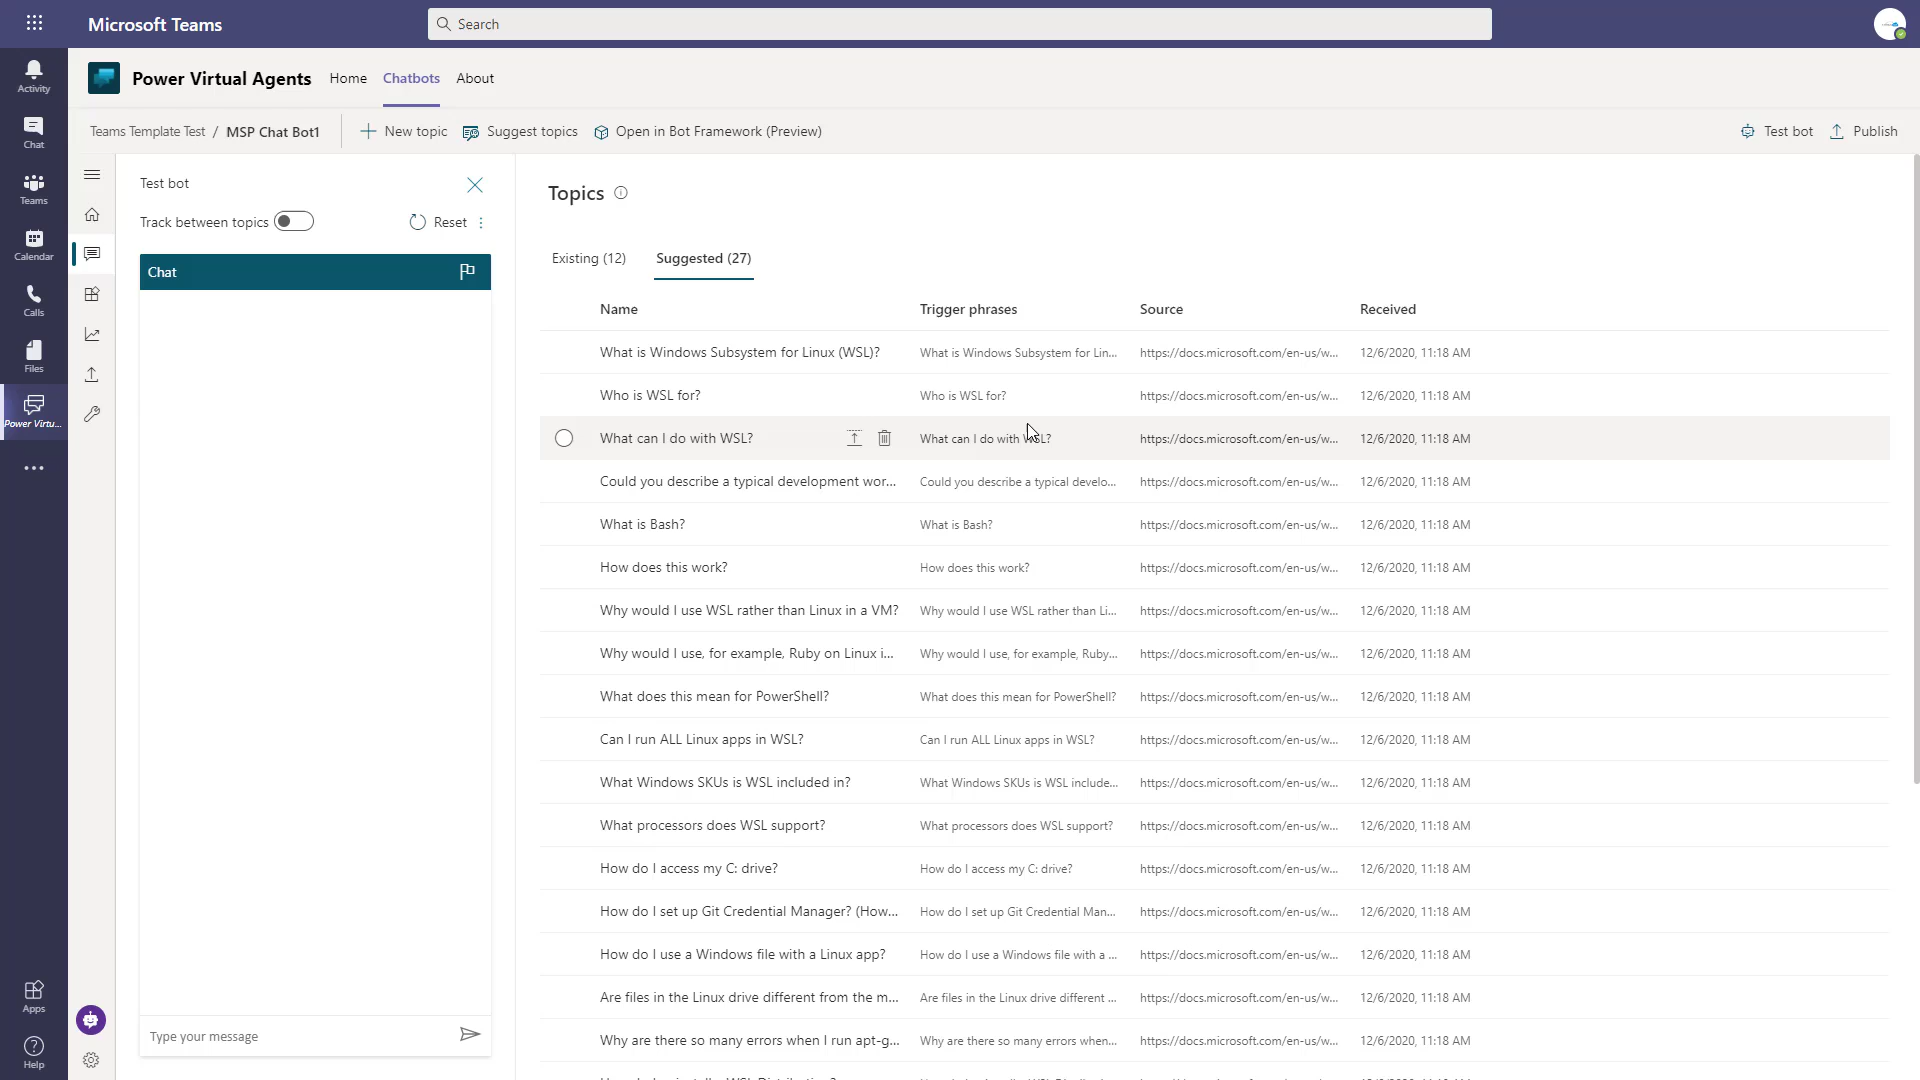 Microsoft Teams
Search
Activity
Chat
Teams
Calendar
Calls
Files
Power Virtu...
Apps
Help
Power Virtual Agents
Home
Chatbots
About
Teams Template Test / MSP Chat Bot1
New topic
Suggest topics
Open in Bot Framework (Preview)
Test bot
Publish
Test bot
Track between topics
Reset
Chat
Type your message
Topics
Existing (12)
Suggested (27)
Name Trigger phrases Source Received
What is Windows Subsystem for Linux (WSL)? What is Windows Subsystem for Lin... https://docs.microsoft.com/en-us/w... 12/6/2020, 11:18 AM
Who is WSL for? Who is WSL for? https://docs.microsoft.com/en-us/w... 12/6/2020, 11:18 AM
What can I do with WSL? What can I do with WSL? https://docs.microsoft.com/en-us/w... 12/6/2020, 11:18 AM
Could you describe a typical development wor... Could you describe a typical develo... https://docs.microsoft.com/en-us/w... 12/6/2020, 11:18 AM
What is Bash? What is Bash? https://docs.microsoft.com/en-us/w... 12/6/2020, 11:18 AM
How does this work? How does this work? https://docs.microsoft.com/en-us/w... 12/6/2020, 11:18 AM
Why would I use WSL rather than Linux in a VM? Why would I use WSL rather than Li... https://docs.microsoft.com/en-us/w... 12/6/2020, 11:18 AM
Why would I use, for example, Ruby on Linux i... Why would I use, for example, Ruby... https://docs.microsoft.com/en-us/w... 12/6/2020, 11:18 AM
What does this mean for PowerShell? What does this mean for PowerShell? https://docs.microsoft.com/en-us/w... 12/6/2020, 11:18 AM
Can I run ALL Linux apps in WSL? Can I run ALL Linux apps in WSL? https://docs.microsoft.com/en-us/w... 12/6/2020, 11:18 AM
What Windows SKUs is WSL included in? What Windows SKUs is WSL include... https://docs.microsoft.com/en-us/w... 12/6/2020, 11:18 AM
What processors does WSL support? What processors does WSL support? https://docs.microsoft.com/en-us/w... 12/6/2020, 11:18 AM
How do I access my C: drive? How do I access my C: drive? https://docs.microsoft.com/en-us/w... 12/6/2020, 11:18 AM
How do I set up Git Credential Manager? (How... How do I set up Git Credential Man... https://docs.microsoft.com/en-us/w... 12/6/2020, 11:18 AM
How do I use a Windows file with a Linux app? How do I use a Windows file with a ... https://docs.microsoft.com/en-us/w... 12/6/2020, 11:18 AM
Are files in the Linux drive different from the m... Are files in the Linux drive different ... https://docs.microsoft.com/en-us/w... 12/6/2020, 11:18 AM
Why are there so many errors when I run apt-g... Why are there so many errors when... https://docs.microsoft.com/en-us/w... 12/6/2020, 11:18 AM